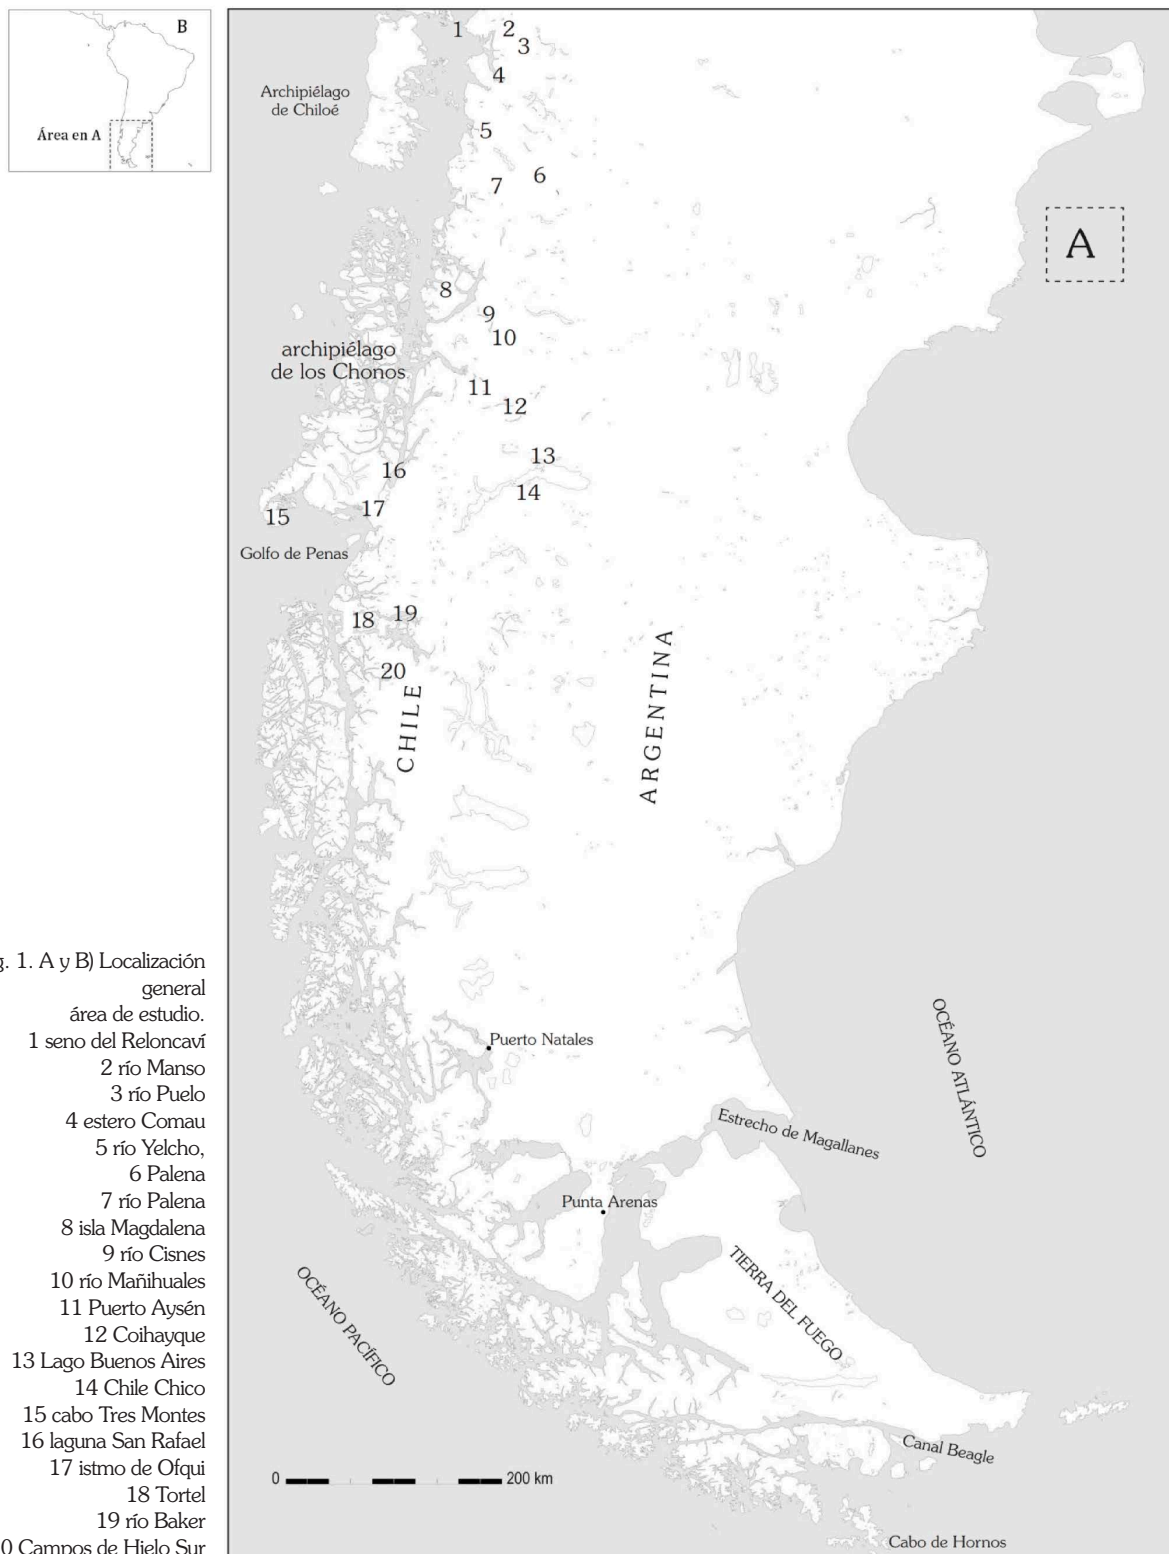 B
Área en A
1
2
3
4
5
6
7
8
9
10
11
12
13
14
15
16
17
18
19
20
Archipiélago
de Chiloé
A
archipiélago
de los Chonos
Golfo de Penas
CHILE
ARGENTINA
Puerto Natales
Estrecho de Magallanes
Punta Arenas
OCÉANO ATLÁNTICO
OCÉANO PACÍFICO
TIERRA DEL FUEGO
Canal Beagle
0 200 km
Cabo de Hornos
g. 1. A y B) Localización
general
área de estudio.
1 seno del Reloncaví
2 río Manso
3 río Puelo
4 estero Comau
5 río Yelcho,
6 Palena
7 río Palena
8 isla Magdalena
9 río Cisnes
10 río Mañihuales
11 Puerto Aysén
12 Coihayque
13 Lago Buenos Aires
14 Chile Chico
15 cabo Tres Montes
16 laguna San Rafael
17 istmo de Ofqui
18 Tortel
19 río Baker
0 Campos de Hielo Sur